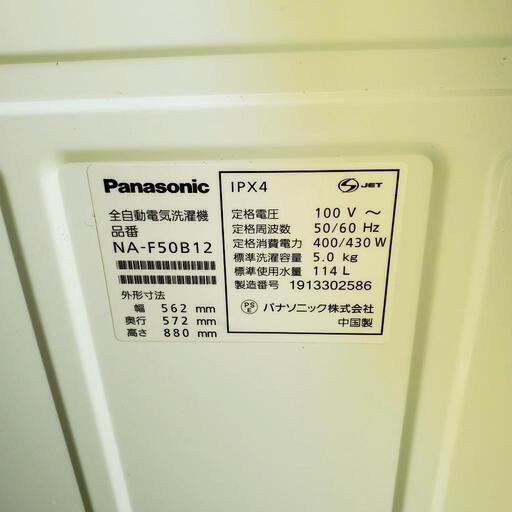 Panasonic
全自動電気洗濯機
品番
NA-F50B12
外形寸法
幅 562 mm
奥行 572 mm
高さ 880 mm
IPX4
S JET
定格電圧 100 V ～
定格周波数 50/60 Hz
定格消費電力 400/430 W
標準洗濯容量 5.0 kg
標準使用水量 114 L
製造番号 1913302586
PS E パナソニック株式会社
中国製